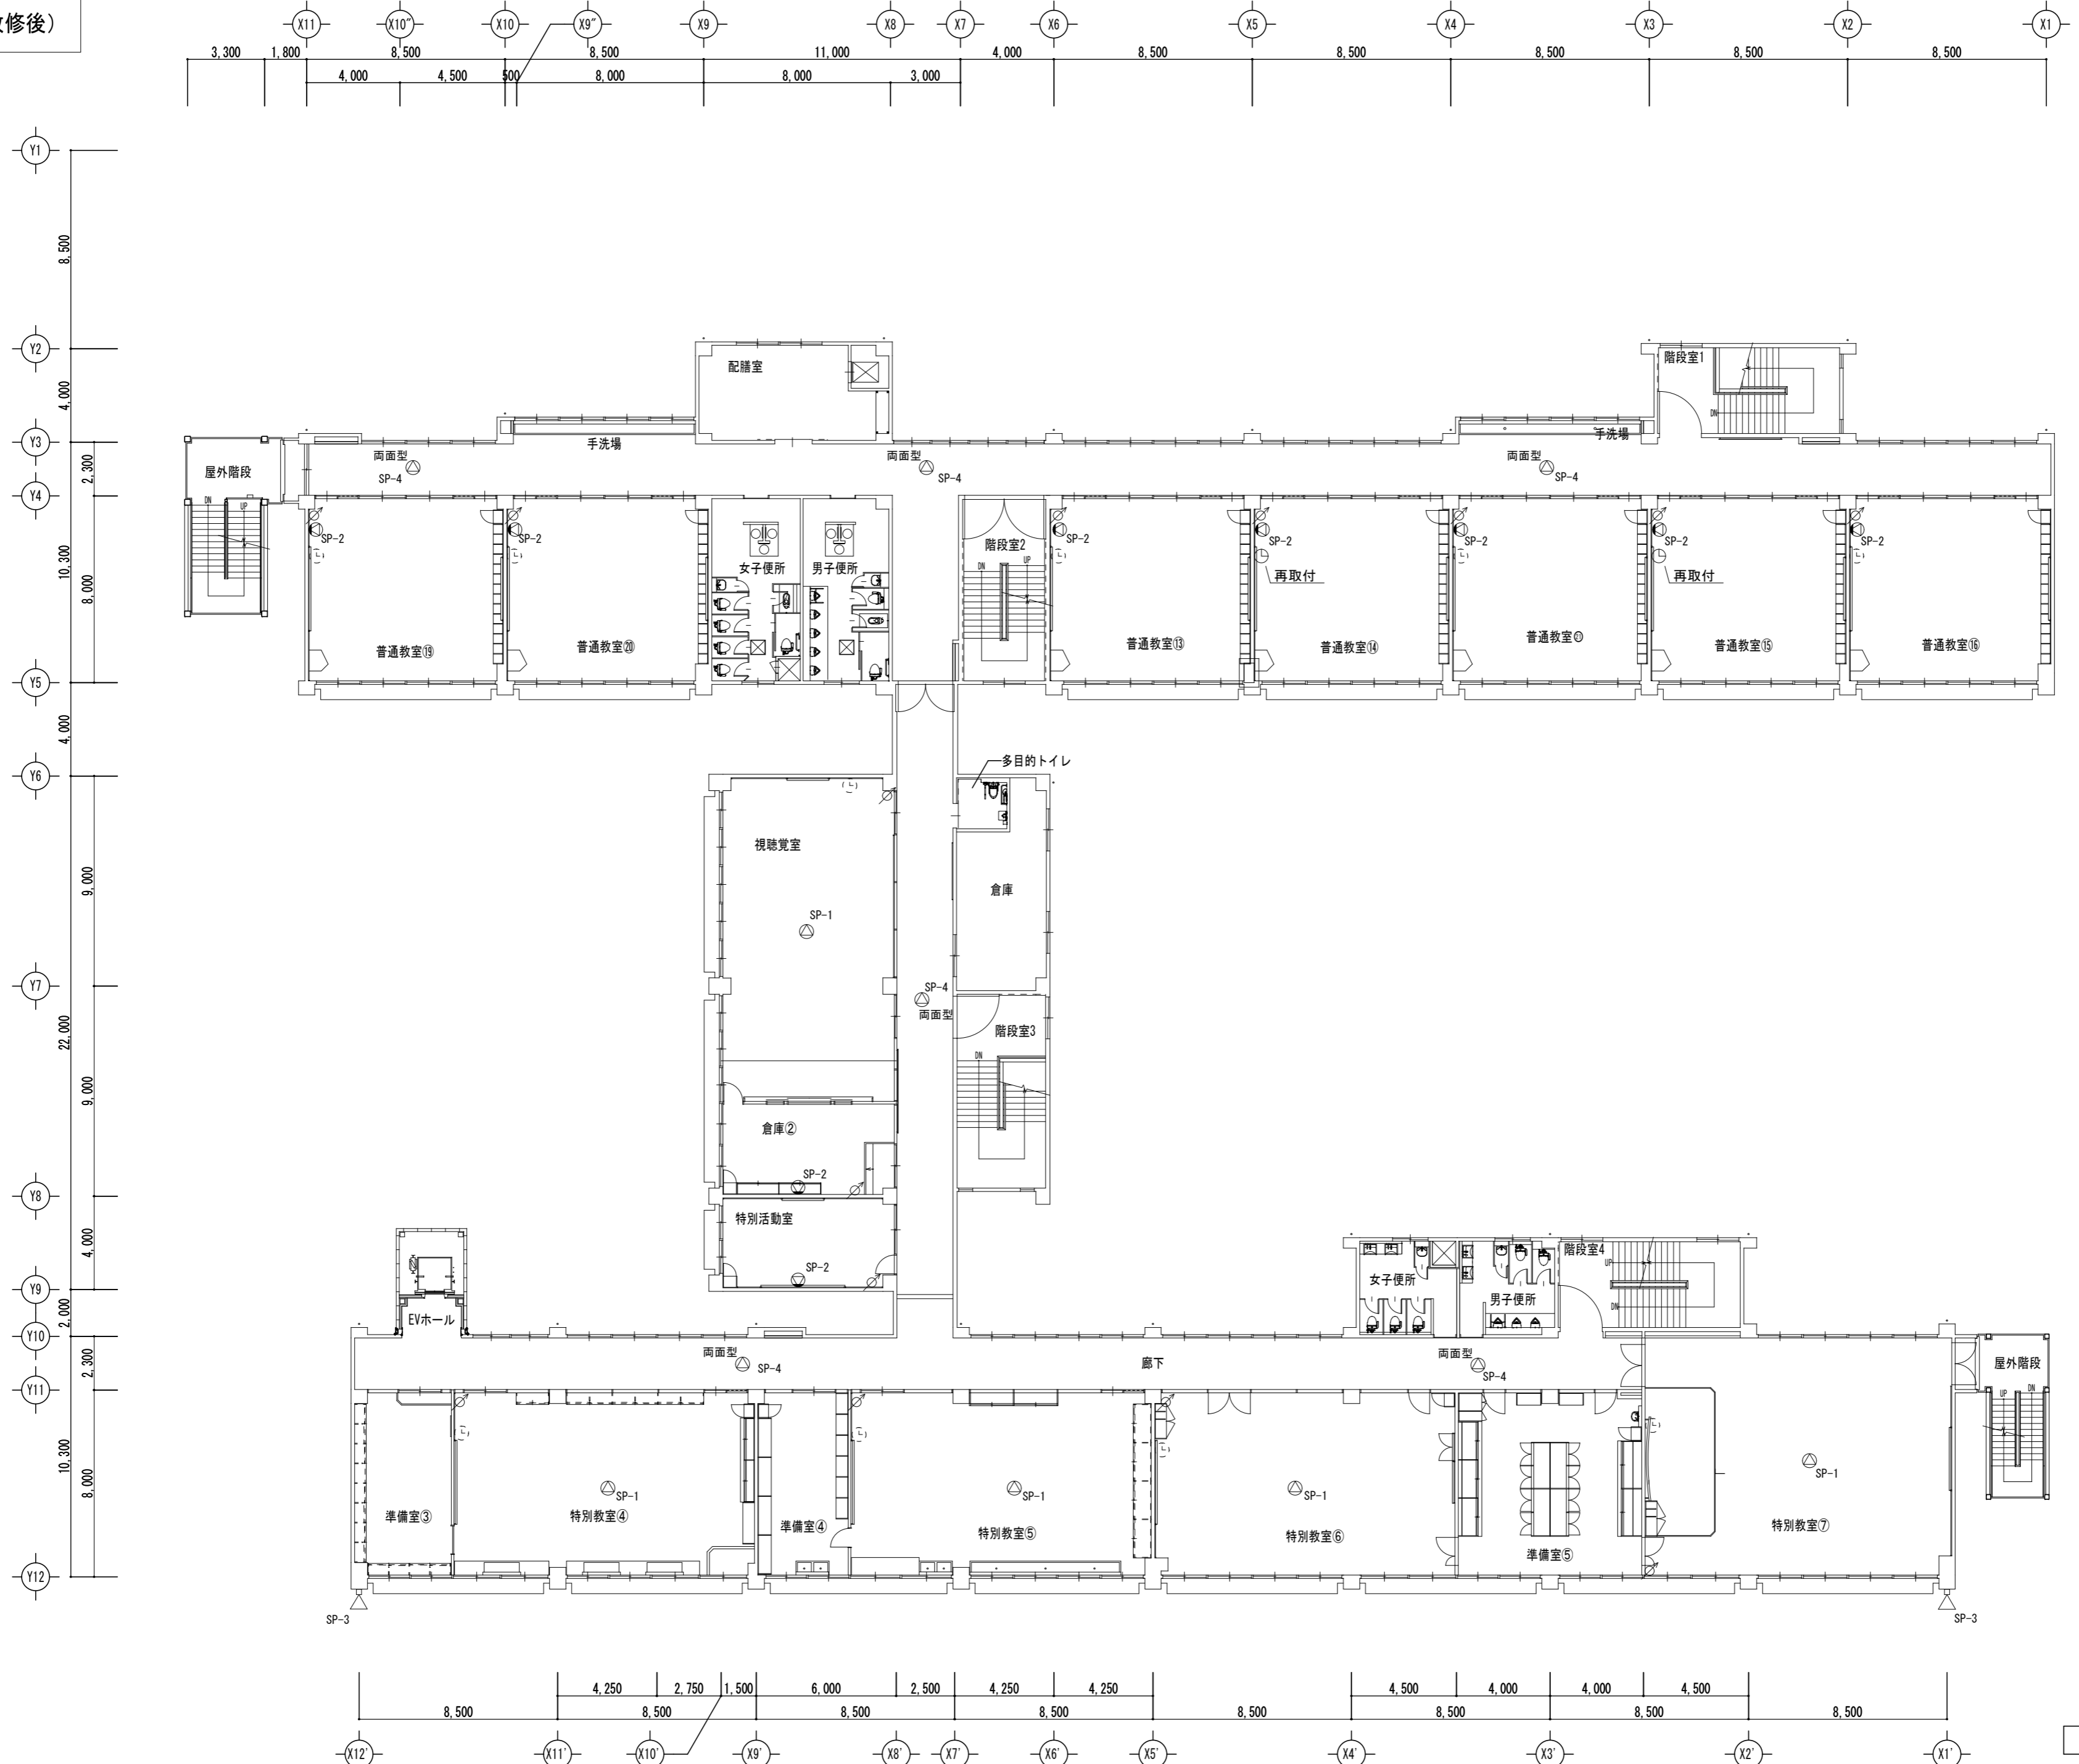 改修後）
X11 X10" X10 X9" X9 X8 X7 X6 X5 X4 X3 X2 X1
3,300 1,800 8,500 8,500 11,000 4,000 8,500 8,500 8,500 8,500 8,500
4,000 4,500 500 8,000 8,000 3,000
Y1
8,500
Y2
4,000
Y3
2,300
Y4
10,300
8,000
Y5
4,000
Y6
9,000
Y7
22,000
9,000
Y8
4,000
Y9
2,000
Y10
2,300
Y11
10,300
8,000
Y12
配膳室
階段室1
DN
手洗場
手洗場
両面型
SP-4
両面型
SP-4
両面型
SP-4
屋外階段
DN UP
SP-2 SP-2 SP-2 SP-2 SP-2 SP-2 SP-2
階段室2
DN UP
女子便所 男子便所
再取付
再取付
普通教室⑲ 普通教室⑳ 普通教室⑬ 普通教室⑭ 普通教室 普通教室⑮ 普通教室⑯
多目的トイレ
視聴覚室
倉庫
SP-1
SP-4
両面型
階段室3
DN
倉庫②
SP-2
特別活動室
SP-2
EVホール
女子便所
男子便所
階段室4
UP
DN
両面型
SP-4
廊下
両面型
SP-4
屋外階段
UP DN
SP-1 SP-1 SP-1 SP-1
準備室③ 特別教室④ 準備室④ 特別教室⑤ 特別教室⑥ 準備室⑤ 特別教室⑦
SP-3 SP-3
4,250 2,750 1,500 6,000 2,500 4,250 4,250 4,500 4,000 4,000 4,500
8,500 8,500 8,500 8,500 8,500 8,500 8,500 8,500
X12' X11' X10' X9' X8' X7' X6' X5' X4' X3' X2' X1'